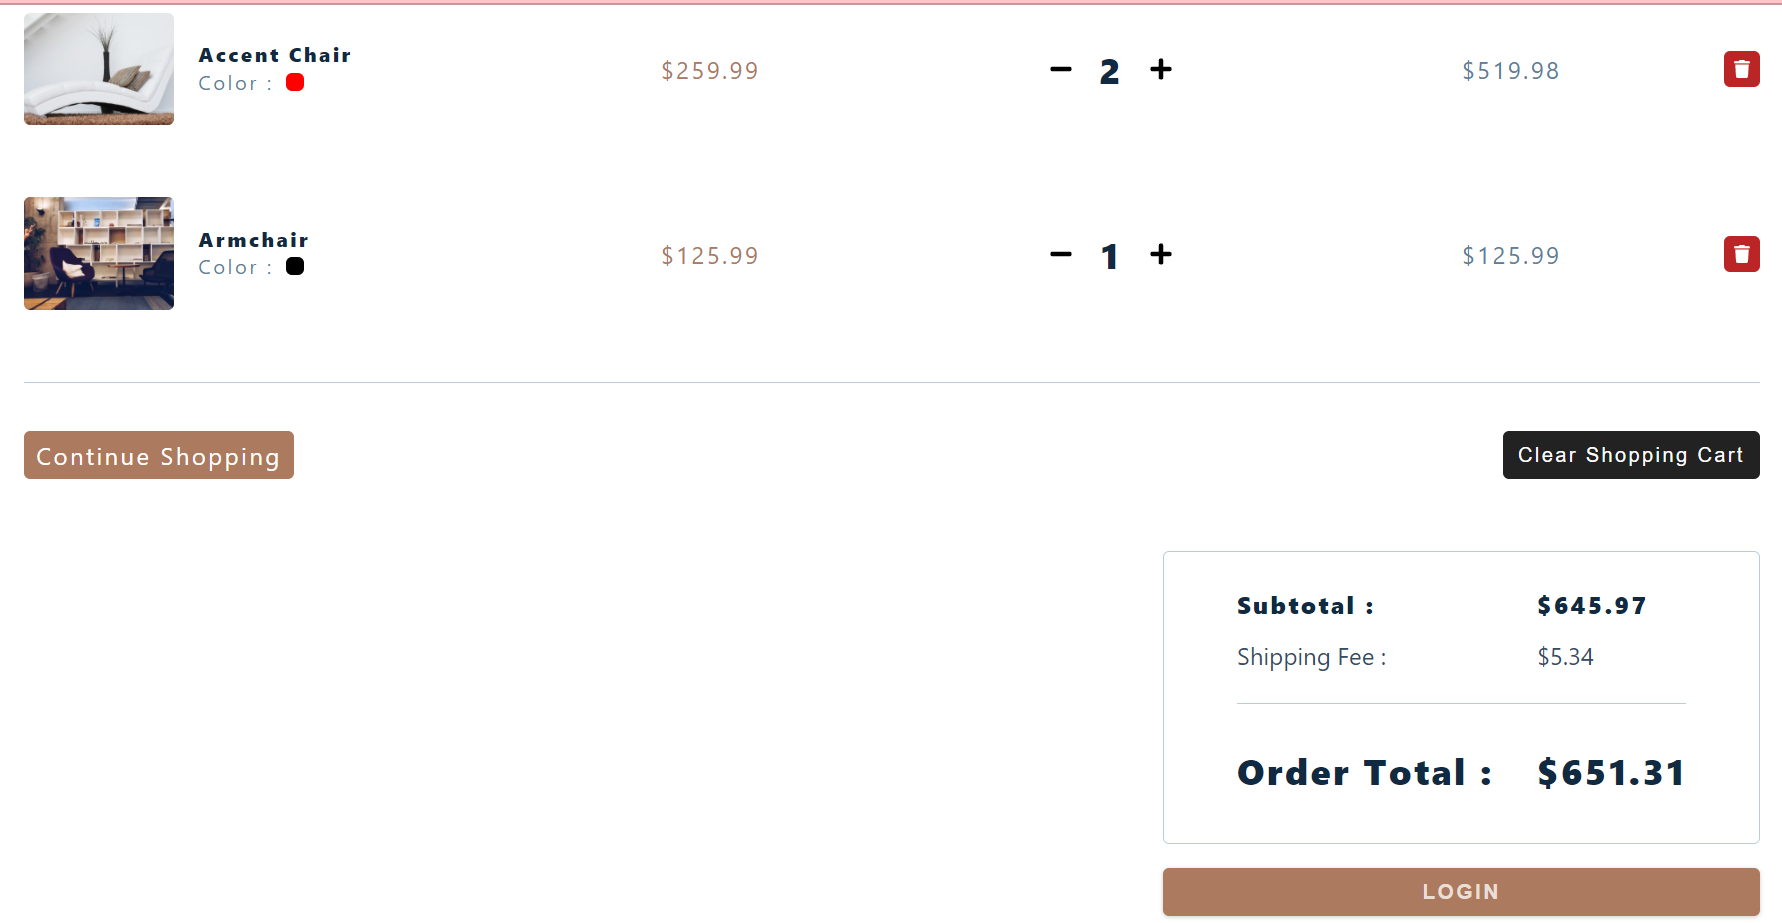 Accent Chair
Color :
$259.99
2
$519.98
Armchair
Color :
$125.99
1
$125.99
Continue Shopping
Clear Shopping Cart
Subtotal : $645.97
Shipping Fee : $5.34
Order Total : $651.31
LOGIN